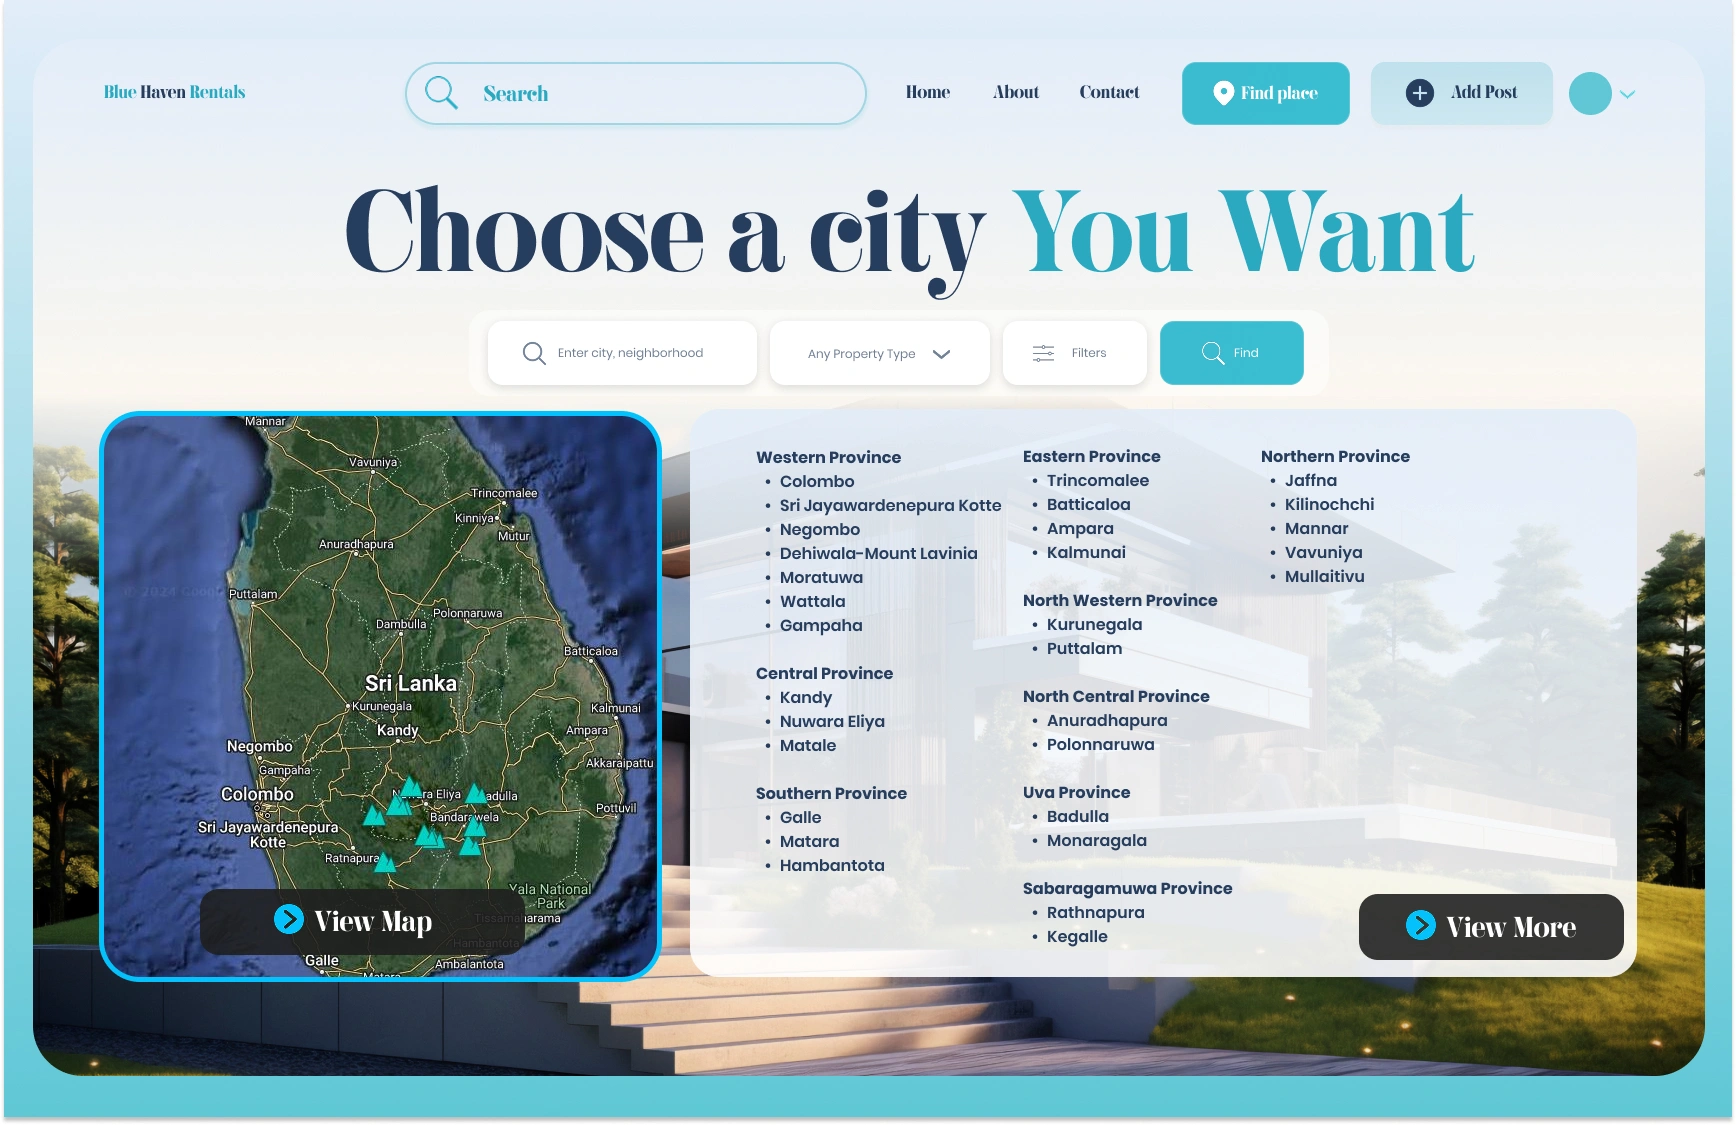 Blue Haven Rentals
Search
Home
About
Contact
Find place
Add Post
Choose a city You Want
Enter city, neighborhood
Any Property Type
Filters
Find
Mannar
Vavuniya
Trincomalee
Kinniya
Mutur
Anuradhapura
Puttalam
Polonnaruwa
Dambulla
Batticaloa
Sri Lanka
Kurunegala
Kalmunai
Kandy
Ampara
Negombo
Gampaha
Akkaraipattu
Colombo
Eliya
adulla
Pottuvil
Bandarawela
Sri Jayawardenepura
Kotte
Ratnapura
Yala National
Park
Hambantota
Galle
Ambalantota
Matara
View Map
Western Province
• Colombo
• Sri Jayawardenepura Kotte
• Negombo
• Dehiwala-Mount Lavinia
• Moratuwa
• Wattala
• Gampaha
Central Province
• Kandy
• Nuwara Eliya
• Matale
Southern Province
• Galle
• Matara
• Hambantota
Eastern Province
• Trincomalee
• Batticaloa
• Ampara
• Kalmunai
North Western Province
• Kurunegala
• Puttalam
North Central Province
• Anuradhapura
• Polonnaruwa
Uva Province
• Badulla
• Monaragala
Sabaragamuwa Province
• Rathnapura
• Kegalle
Northern Province
• Jaffna
• Kilinochchi
• Mannar
• Vavuniya
• Mullaitivu
View More